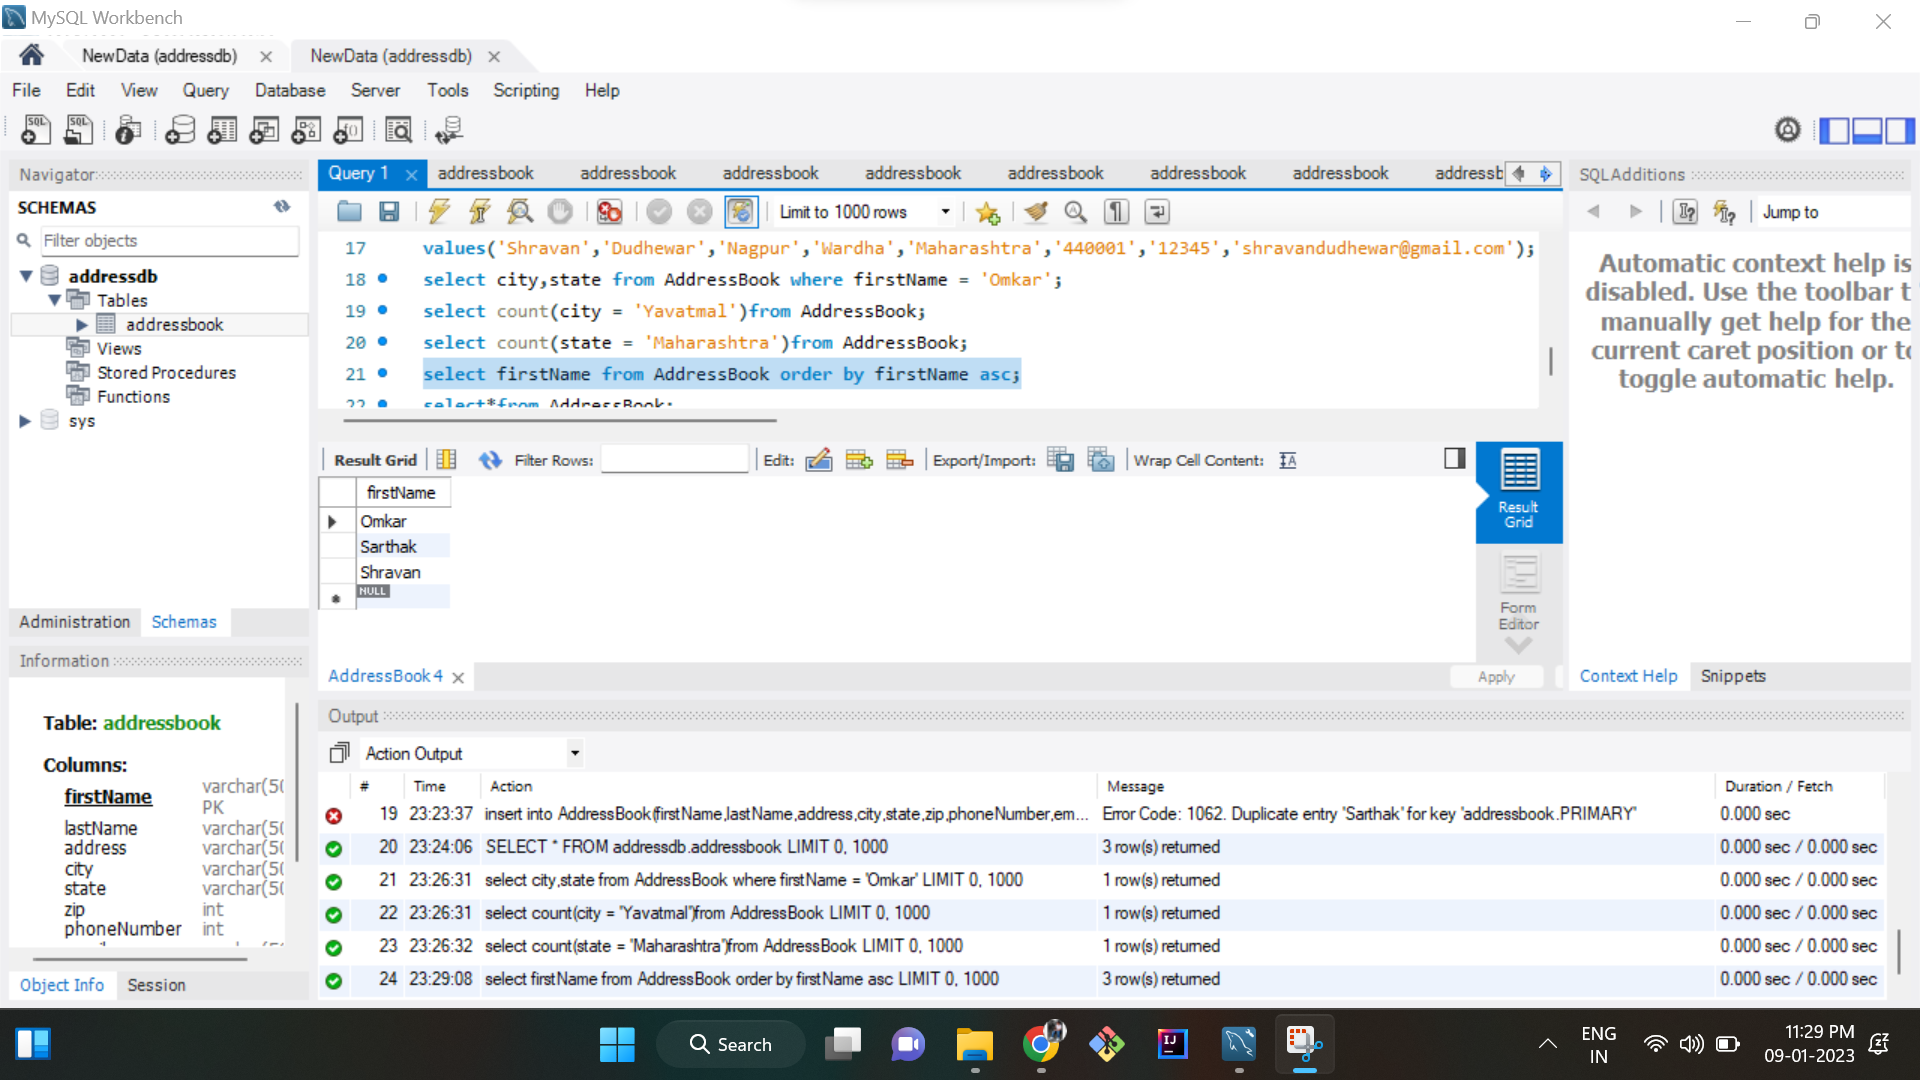 MySQL Workbench
NewData (addressdb)
NewData (addressdb)
File Edit View Query Database Server Tools Scripting Help
Navigator
SCHEMAS
Filter objects
addressdb
Tables
addressbook
Views
Stored Procedures
Functions
sys
Administration Schemas
Information
Table: addressbook
Columns:
firstName varchar(50
PK
lastName varchar(50
address varchar(50
city varchar(50
state varchar(50
zip int
phoneNumber int
Object Info Session
Query 1 addressbook addressbook addressbook addressbook addressbook addressbook addressbook addressb
Limit to 1000 rows
17 values('Shravan','Dudhewar','Nagpur','Wardha','Maharashtra','440001','12345','shravandudhewar@gmail.com');
18 select city,state from AddressBook where firstName = 'Omkar';
19 select count(city = 'Yavatmal')from AddressBook;
20 select count(state = 'Maharashtra')from AddressBook;
21 select firstName from AddressBook order by firstName asc;
22 select*from AddressBook;
Result Grid Filter Rows: Edit: Export/Import: Wrap Cell Content:
firstName
Omkar
Sarthak
Shravan
NULL
Result
Grid
Form
Editor
AddressBook 4
Apply
SQLAdditions
Jump to
Automatic context help is
disabled. Use the toolbar t
manually get help for the
current caret position or to
toggle automatic help.
Context Help Snippets
Output
Action Output
# Time Action Message Duration / Fetch
19 23:23:37 insert into AddressBook(firstName,lastName,address,city,state,zip,phoneNumber,em... Error Code: 1062. Duplicate entry 'Sarthak' for key 'addressbook.PRIMARY' 0.000 sec
20 23:24:06 SELECT * FROM addressdb.addressbook LIMIT 0, 1000 3 row(s) returned 0.000 sec / 0.000 sec
21 23:26:31 select city,state from AddressBook where firstName = 'Omkar' LIMIT 0, 1000 1 row(s) returned 0.000 sec / 0.000 sec
22 23:26:31 select count(city = 'Yavatmal')from AddressBook LIMIT 0, 1000 1 row(s) returned 0.000 sec / 0.000 sec
23 23:26:32 select count(state = 'Maharashtra')from AddressBook LIMIT 0, 1000 1 row(s) returned 0.000 sec / 0.000 sec
24 23:29:08 select firstName from AddressBook order by firstName asc LIMIT 0, 1000 3 row(s) returned 0.000 sec / 0.000 sec
Search
ENG
IN
11:29 PM
09-01-2023